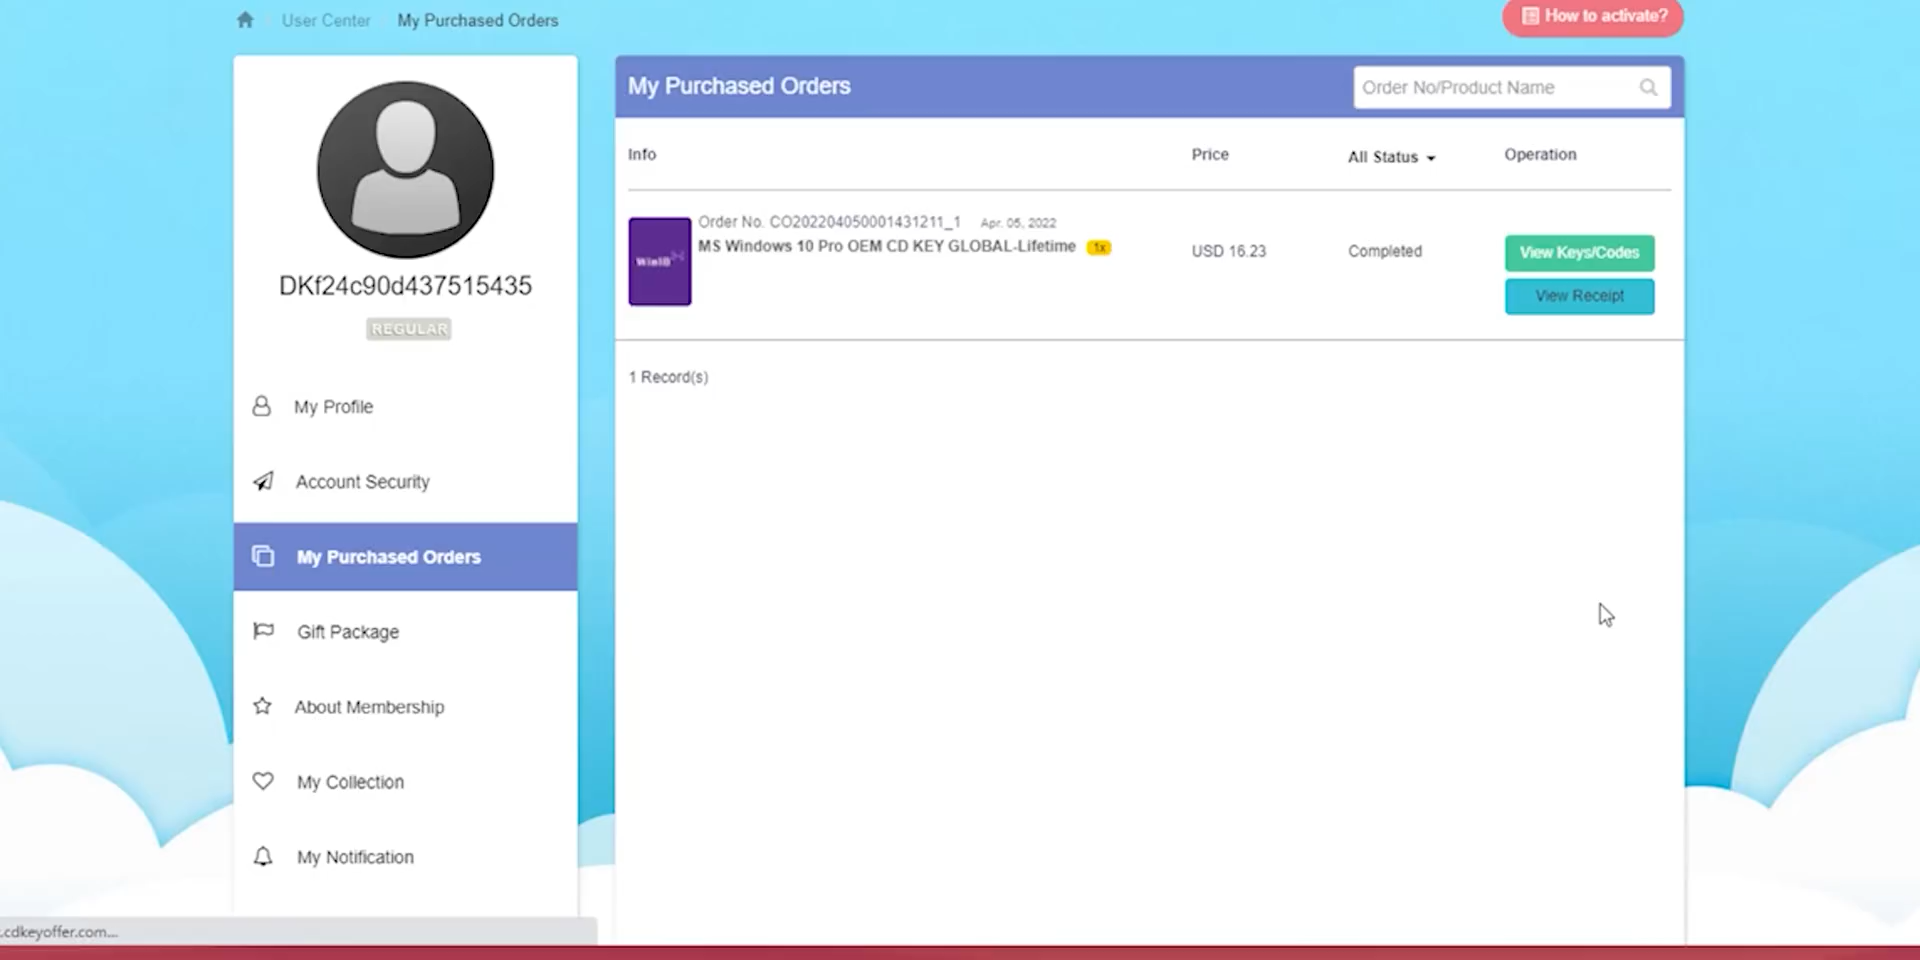 User Center
My Purchased Orders
How to activate?
DKf24c90d437515435
REGULAR
My Profile
Account Security
My Purchased Orders
Gift Package
About Membership
My Collection
My Notification
My Purchased Orders
Order No/Product Name
Info
Price
All Status
Operation
Order No. CO202204050001431211_1
Apr. 05, 2022
Win10
MS Windows 10 Pro OEM CD KEY GLOBAL-Lifetime
1x
USD 16.23
Completed
View Keys/Codes
View Receipt
1 Record(s)
.cdkeyoffer.com...